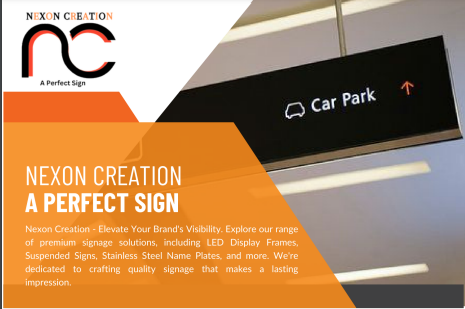 NEXON CREATION
nc
A Perfect Sign
Car Park
NEXON CREATION
A PERFECT SIGN
Nexon Creation - Elevate Your Brand's Visibility. Explore our range
of premium signage solutions, including LED Display Frames,
Suspended Signs, Stainless Steel Name Plates, and more. We're
dedicated to crafting quality signage that makes a lasting
impression.